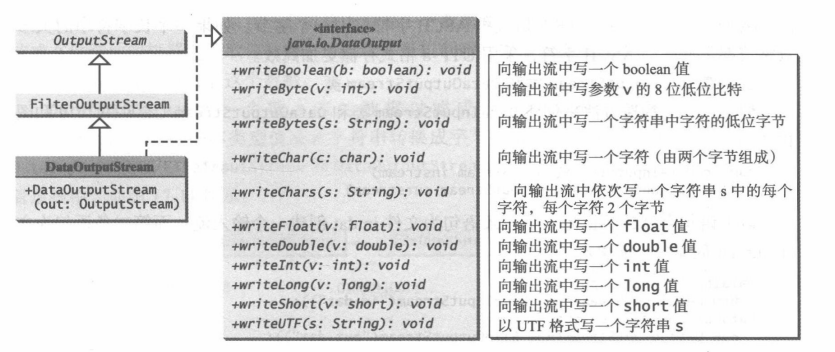 OutputStream
FilterOutputStream
DataOutputStream
+DataOutputStream
(out: OutputStream)
«interface»
java.io.DataOutput
+writeBoolean(b: boolean): void
+writeByte(v: int): void
+writeBytes(s: String): void
+writeChar(c: char): void
+writeChars(s: String): void
+writeFloat(v: float): void
+writeDouble(v: double): void
+writeInt(v: int): void
+writeLong(v: long): void
+writeShort(v: short): void
+writeUTF(s: String): void
向输出流中写一个 boolean 值
向输出流中写参数 v 的 8 位低位比特
向输出流中写一个字符串中字符的低位字节
向输出流中写一个字符（由两个字节组成）
向输出流中依次写一个字符串 s 中的每个
字符，每个字符 2 个字节
向输出流中写一个 float 值
向输出流中写一个 double 值
向输出流中写一个 int 值
向输出流中写一个 long 值
向输出流中写一个 short 值
以 UTF 格式写一个字符串 s